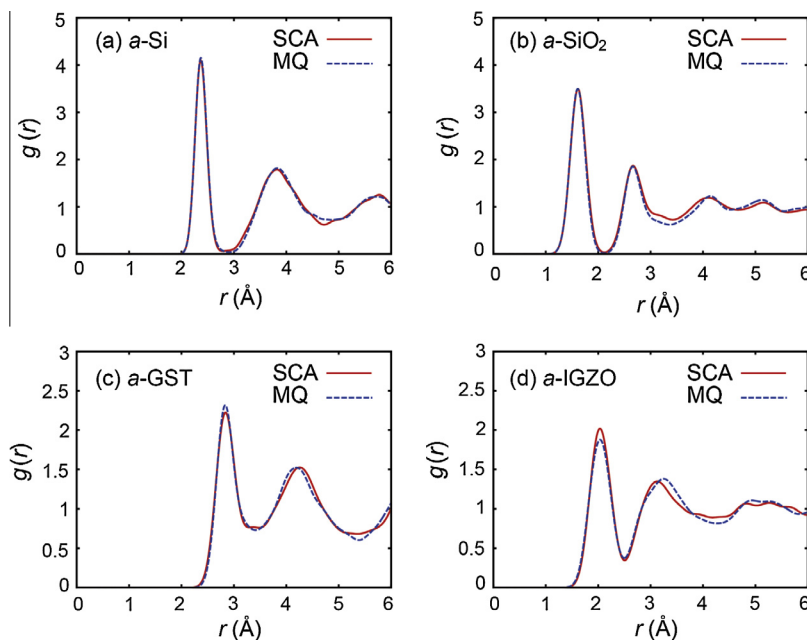 (a) a-Si
SCA
MQ
g(r)
5
4
3
2
1
0
0 1 2 3 4 5 6
r (Å)
(b) a-SiO₂
SCA
MQ
g(r)
5
4
3
2
1
0
0 1 2 3 4 5 6
r (Å)
(c) a-GST
SCA
MQ
g(r)
3
2.5
2
1.5
1
0.5
0
0 1 2 3 4 5 6
r (Å)
(d) a-IGZO
SCA
MQ
g(r)
3
2.5
2
1.5
1
0.5
0
0 1 2 3 4 5 6
r (Å)